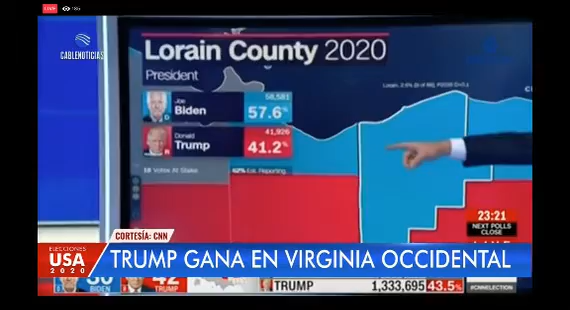 CABLENOTICIAS
Lorain County 2020
President
58,581
Joe
Biden 57.6%
D
41,926
Donald
Trump 41.2%
R
18 Votes At Stake
62% Est. Reporting
23:21
NEXT POLLS
CLOSE
CORTESÍA: CNN
ELECCIONES
USA
2020
TRUMP GANA EN VIRGINIA OCCIDENTAL
BIDEN
42
TRUMP
TRUMP 1,333,695 43.5%
#CNNELECTION